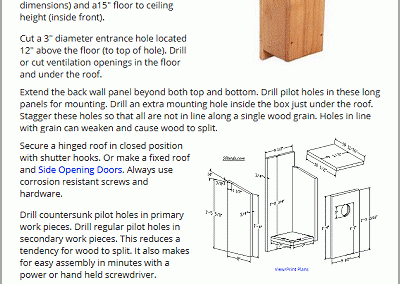 dimensions) and a15" floor to ceiling
height (inside front).
Cut a 3" diameter entrance hole located
12" above the floor (to top of hole). Drill
or cut ventilation openings in the floor
and under the roof.
Extend the back wall panel beyond both top and bottom. Drill pilot holes in these long
panels for mounting. Drill an extra mounting hole inside the box just under the roof.
Stagger these holes so that all are not in line along a single wood grain. Holes in line
with grain can weaken and cause wood to split.
Secure a hinged roof in closed position
with shutter hooks. Or make a fixed roof
and Side Opening Doors. Always use
corrosion resistant screws and
hardware.
Drill countersunk pilot holes in primary
work pieces. Drill regular pilot holes in
secondary work pieces. This reduces a
tendency for wood to split. It also makes
for easy assembly in minutes with a
power or hand held screwdriver.
View/Print Plans